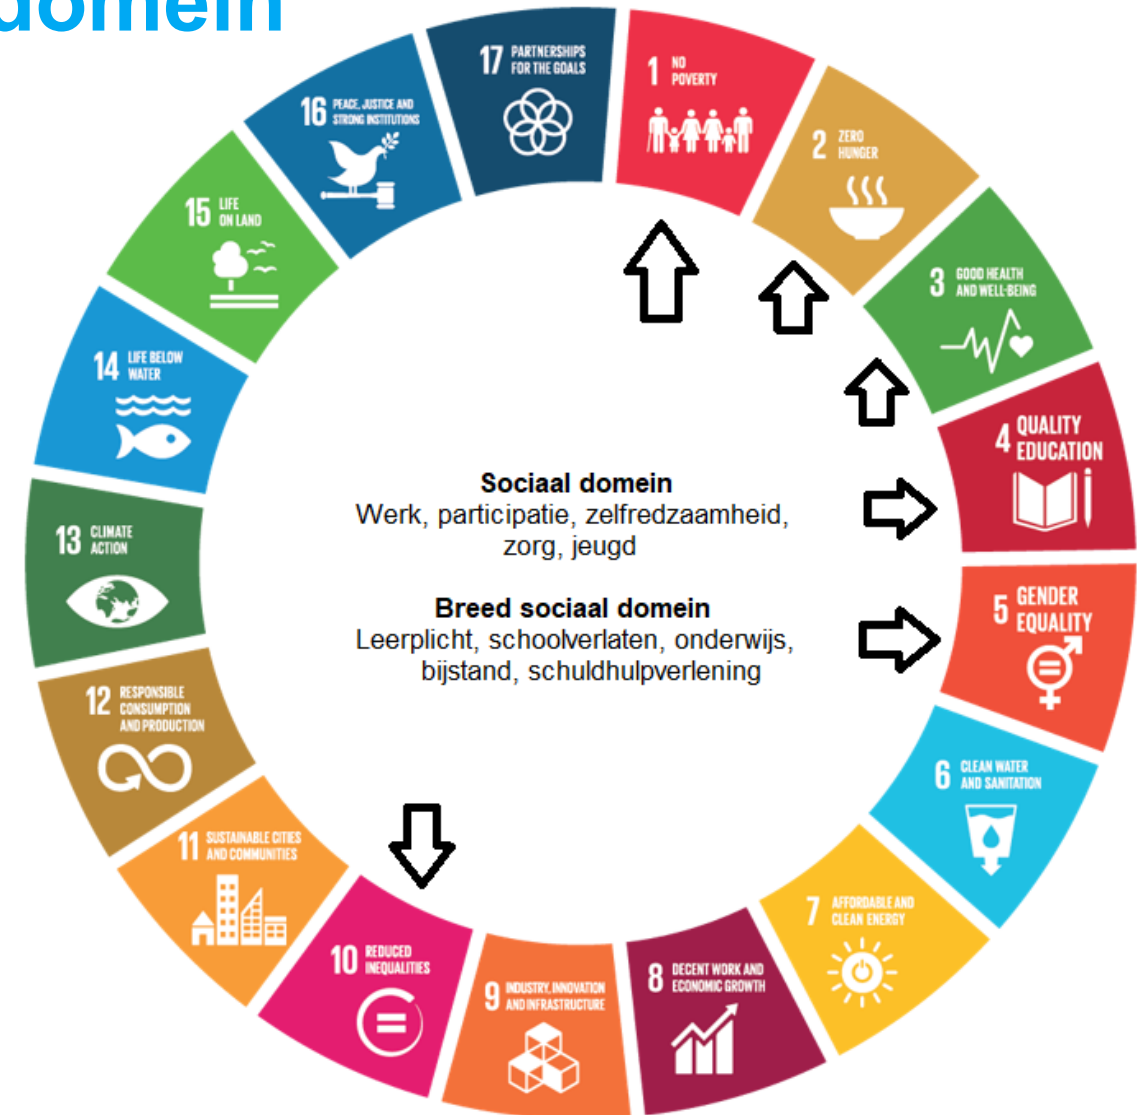 domein
17 PARTNERSHIPS
FOR THE GOALS
1 NO
POVERTY
2 ZERO
HUNGER
3 GOOD HEALTH
AND WELL-BEING
4 QUALITY
EDUCATION
5 GENDER
EQUALITY
6 CLEAN WATER
AND SANITATION
7 AFFORDABLE AND
CLEAN ENERGY
8 DECENT WORK AND
ECONOMIC GROWTH
9 INDUSTRY, INNOVATION
AND INFRASTRUCTURE
10 REDUCED
INEQUALITIES
11 SUSTAINABLE CITIES
AND COMMUNITIES
12 RESPONSIBLE
CONSUMPTION
AND PRODUCTION
13 CLIMATE
ACTION
14 LIFE BELOW
WATER
15 LIFE
ON LAND
16 PEACE, JUSTICE AND
STRONG INSTITUTIONS
Sociaal domein
Werk, participatie, zelfredzaamheid,
zorg, jeugd
Breed sociaal domein
Leerplicht, schoolverlaten, onderwijs,
bijstand, schuldhulpverlening